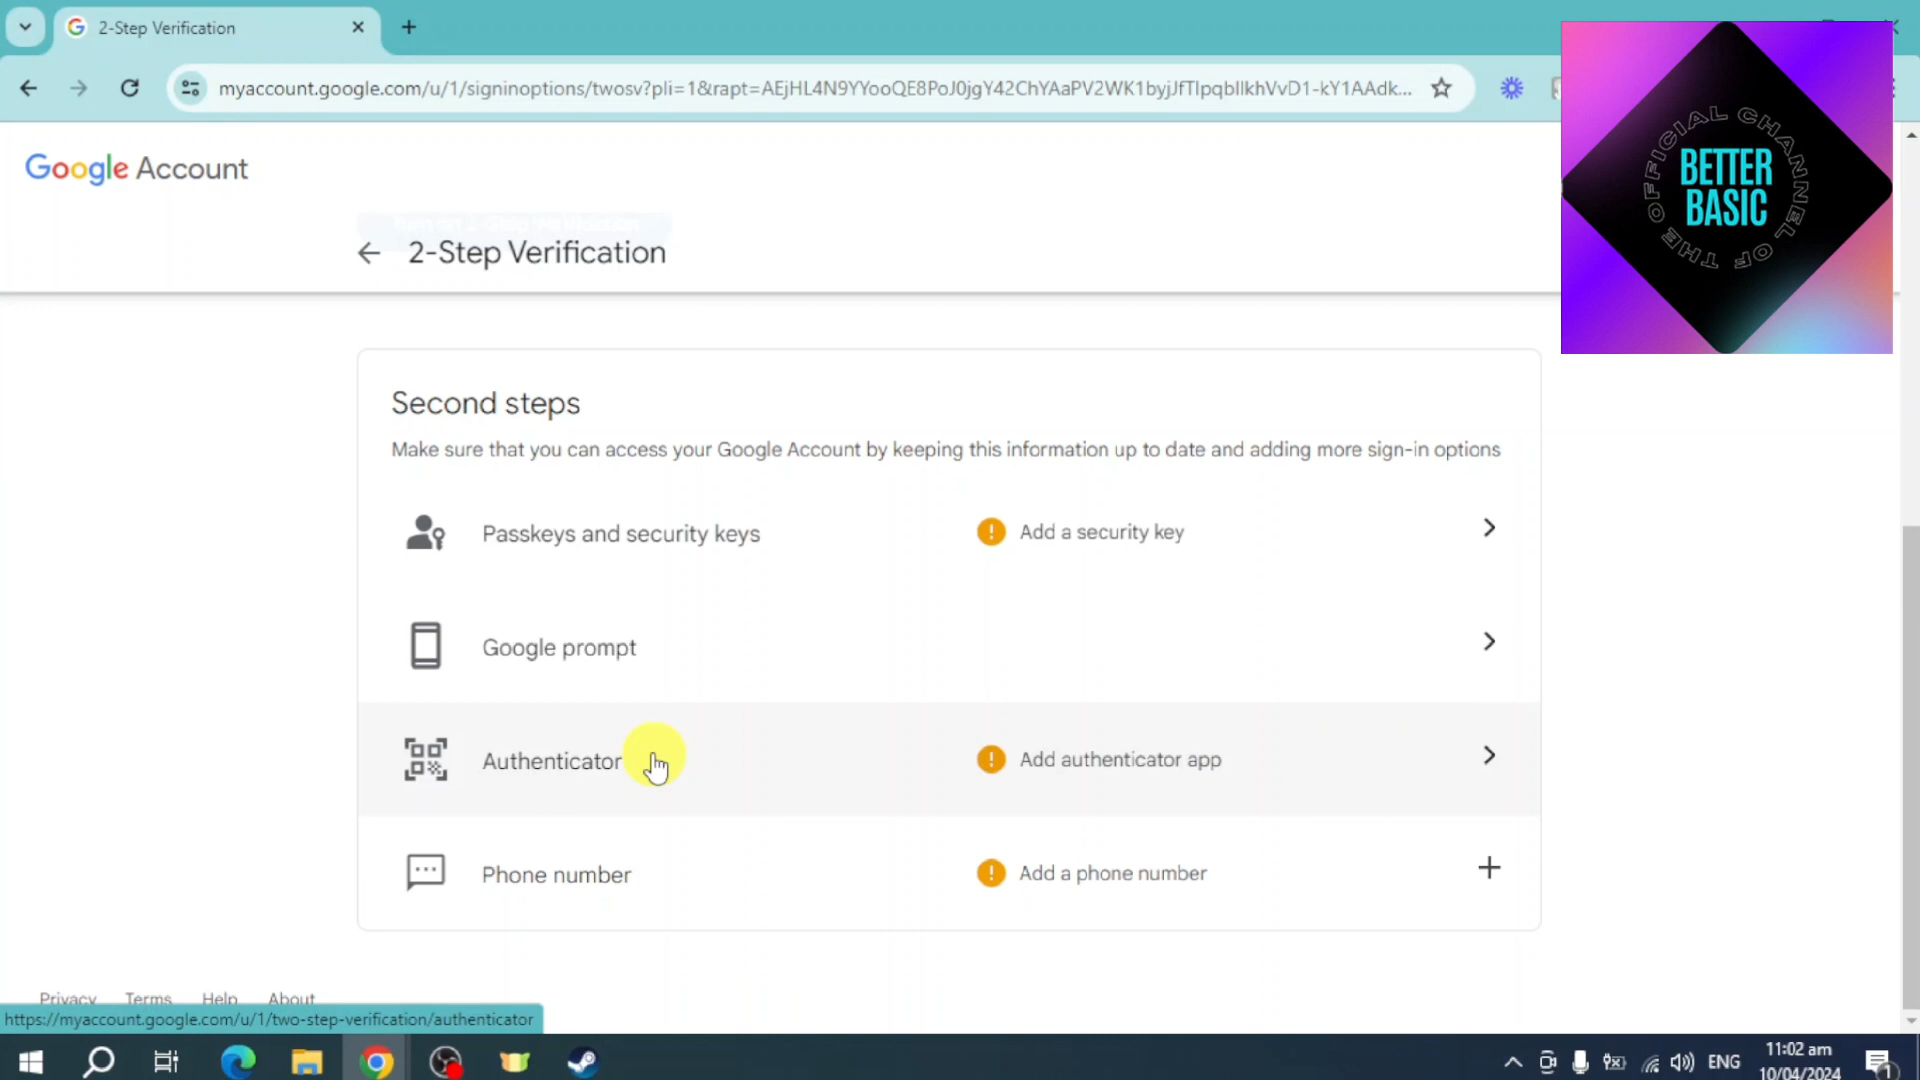 2-Step Verification
myaccount.google.com/u/1/signinoptions/twosv?pli=1&rapt=AEjHL4N9YYooQE8PoJ0jgY42ChYAaPV2WK1byjJfTlpqbllkhVvD1-kY1AAdk...
OFFICIAL CHANNEL OF THE
BETTER
BASIC
Google Account
2-Step Verification
Second steps
Make sure that you can access your Google Account by keeping this information up to date and adding more sign-in options
Passkeys and security keys
Add a security key
Google prompt
Authenticator
Add authenticator app
Phone number
Add a phone number
Privacy Terms Help About
https://myaccount.google.com/u/1/two-step-verification/authenticator
ENG
11:02 am
10/04/2024
1